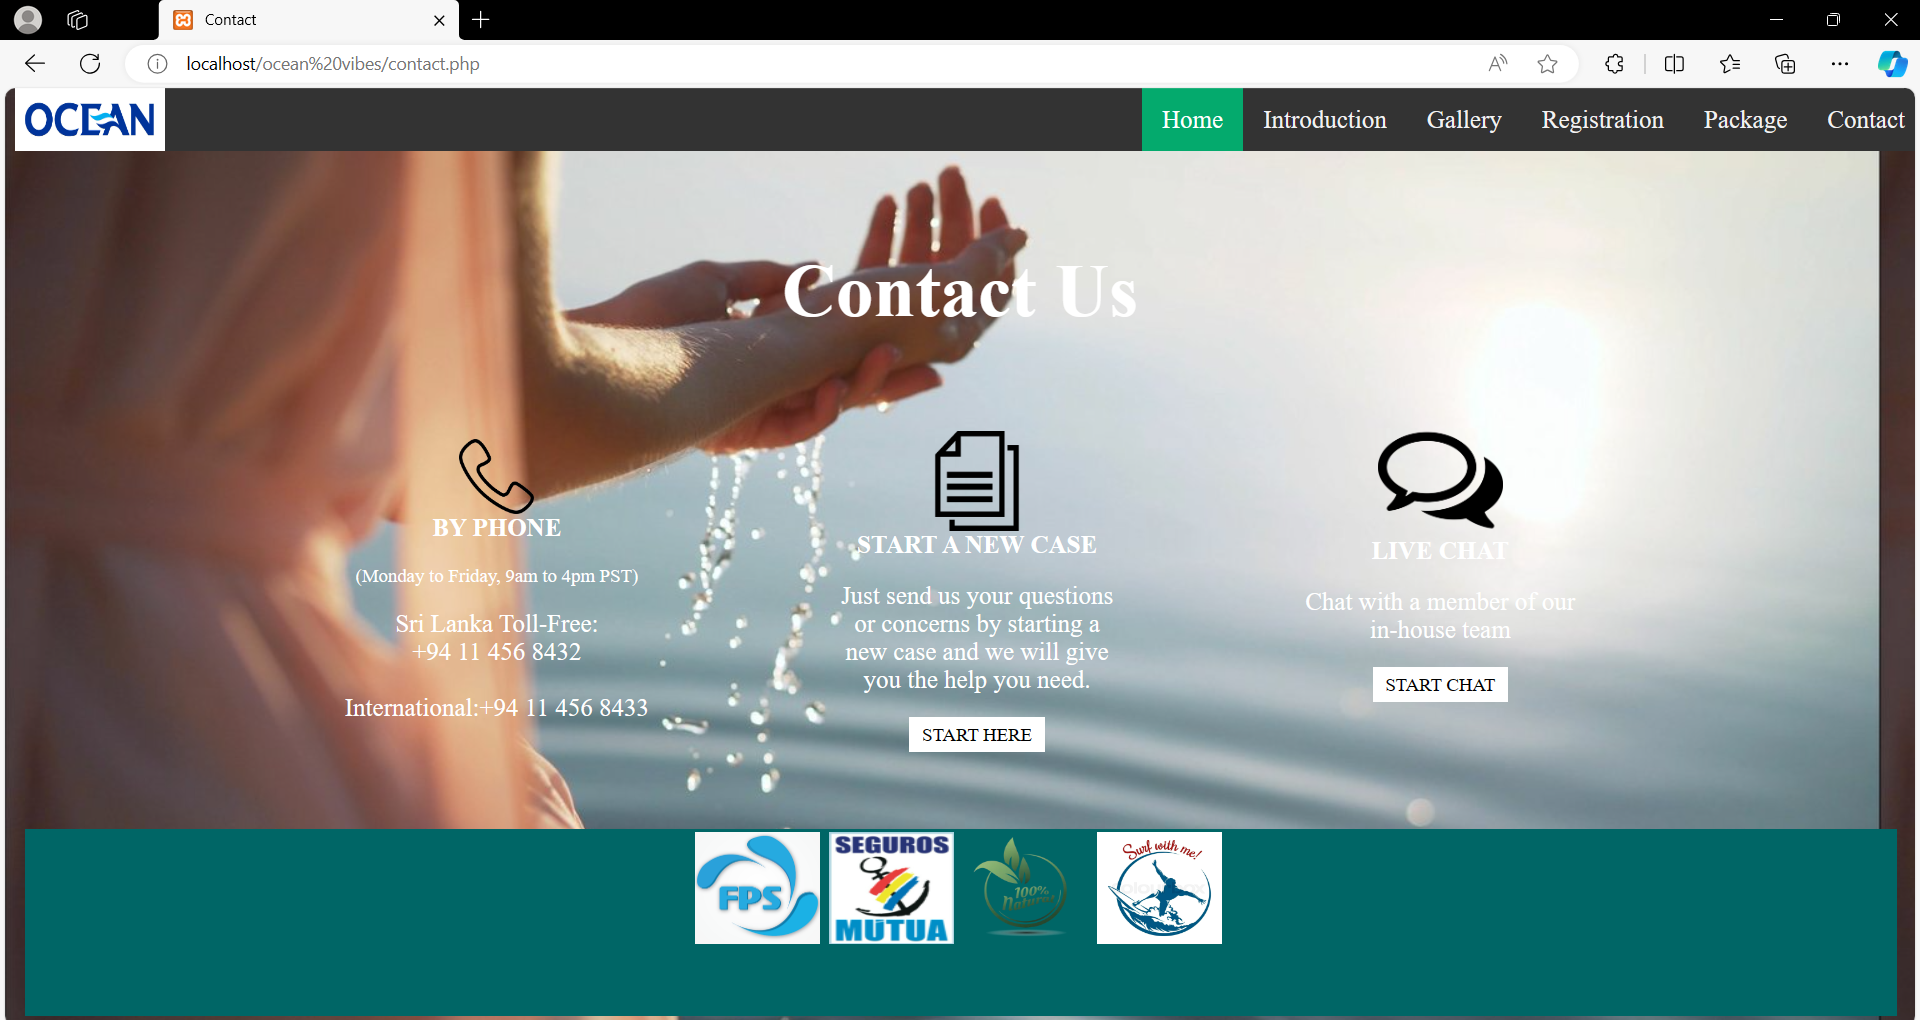 Contact
localhost/ocean%20vibes/contact.php
OCEAN
Home Introduction Gallery Registration Package Contact
Contact Us
BY PHONE
(Monday to Friday, 9am to 4pm PST)
Sri Lanka Toll-Free:
+94 11 456 8432
International:+94 11 456 8433
START A NEW CASE
Just send us your questions
or concerns by starting a
new case and we will give
you the help you need.
START HERE
LIVE CHAT
Chat with a member of our
in-house team
START CHAT
FPS
SEGUROS
MUTUA
100%
Natural
Surf with me!